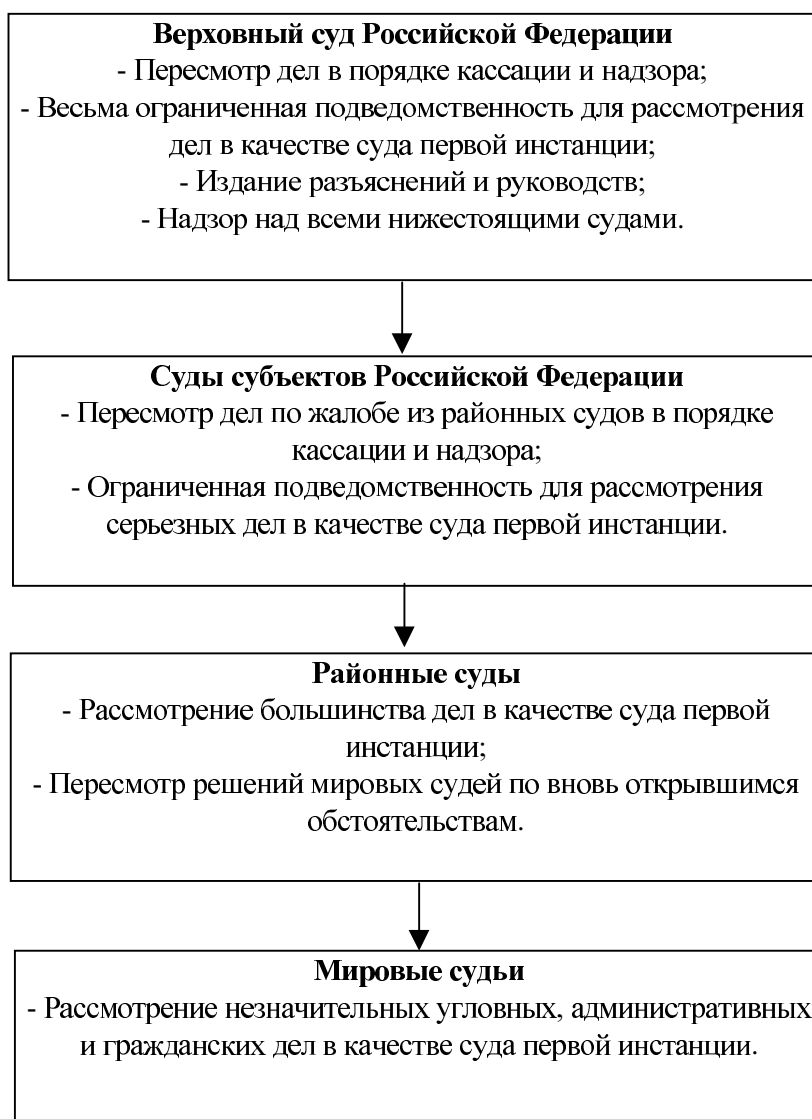 Верховный суд Российской Федерации
- Пересмотр дел в порядке кассации и надзора;
- Весьма ограниченная подведомственность для рассмотрения
дел в качестве суда первой инстанции;
- Издание разъяснений и руководств;
- Надзор над всеми нижестоящими судами.
Суды субъектов Российской Федерации
- Пересмотр дел по жалобе из районных судов в порядке
кассации и надзора;
- Ограниченная подведомственность для рассмотрения
серьезных дел в качестве суда первой инстанции.
Районные суды
- Рассмотрение большинства дел в качестве суда первой
инстанции;
- Пересмотр решений мировых судей по вновь открывшимся
обстоятельствам.
Мировые судьи
- Рассмотрение незначительных угловных, административных
и гражданских дел в качестве суда первой инстанции.